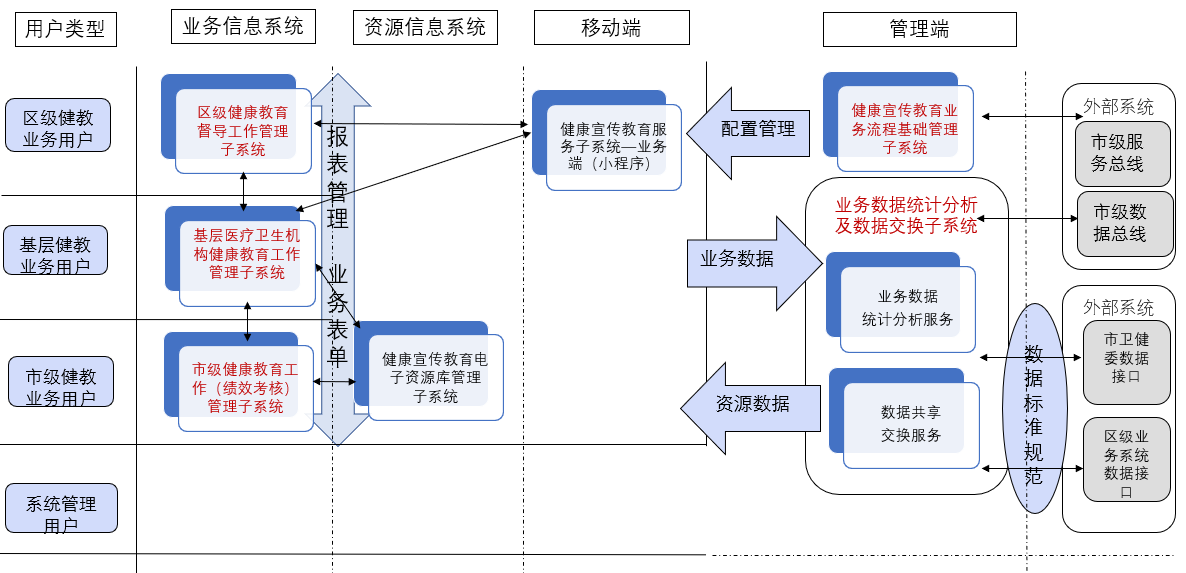 用户类型
业务信息系统
资源信息系统
移动端
管理端
区级健教
业务用户
基层健教
业务用户
市级健教
业务用户
系统管理
用户
区级健康教育
督导工作管理
子系统
基层医疗卫生机
构健康教育工作
管理子系统
市级健康教育工
作（绩效考核）
管理子系统
报表管理
业务表单
健康宣传教育电
子资源库管理
子系统
健康宣传教育服
务子系统—业务
端（小程序）
配置管理
业务数据
资源数据
健康宣传教育业
务流程基础管理
子系统
业务数据统计分析
及数据交换子系统
业务数据
统计分析服务
数据共享
交换服务
数据标准规范
外部系统
市级服
务总线
市级数
据总线
外部系统
市卫健
委数据
接口
区级业
务系统
数据接
口